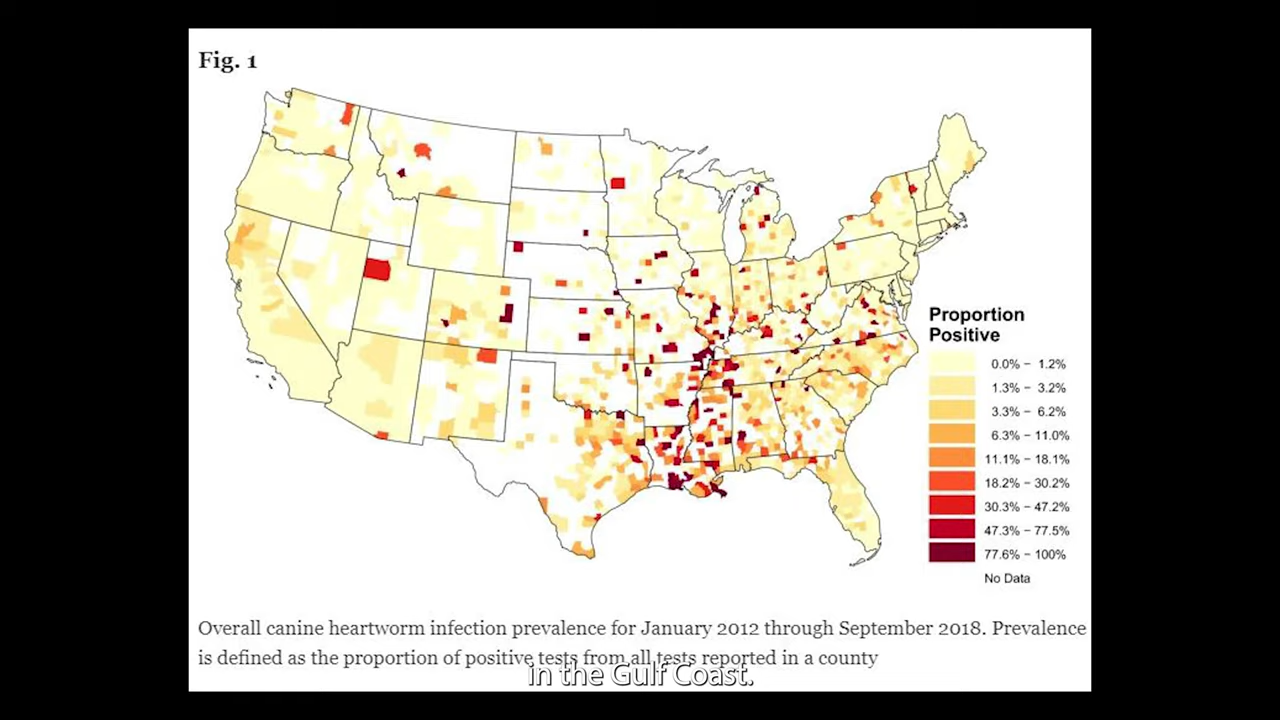 Fig. 1
Proportion
Positive
0.0% – 1.2%
1.3% – 3.2%
3.3% – 6.2%
6.3% – 11.0%
11.1% – 18.1%
18.2% – 30.2%
30.3% – 47.2%
47.3% – 77.5%
77.6% – 100%
No Data
Overall canine heartworm infection prevalence for January 2012 through September 2018. Prevalence
is defined as the proportion of positive tests from all tests reported in a county
in the Gulf Coast.